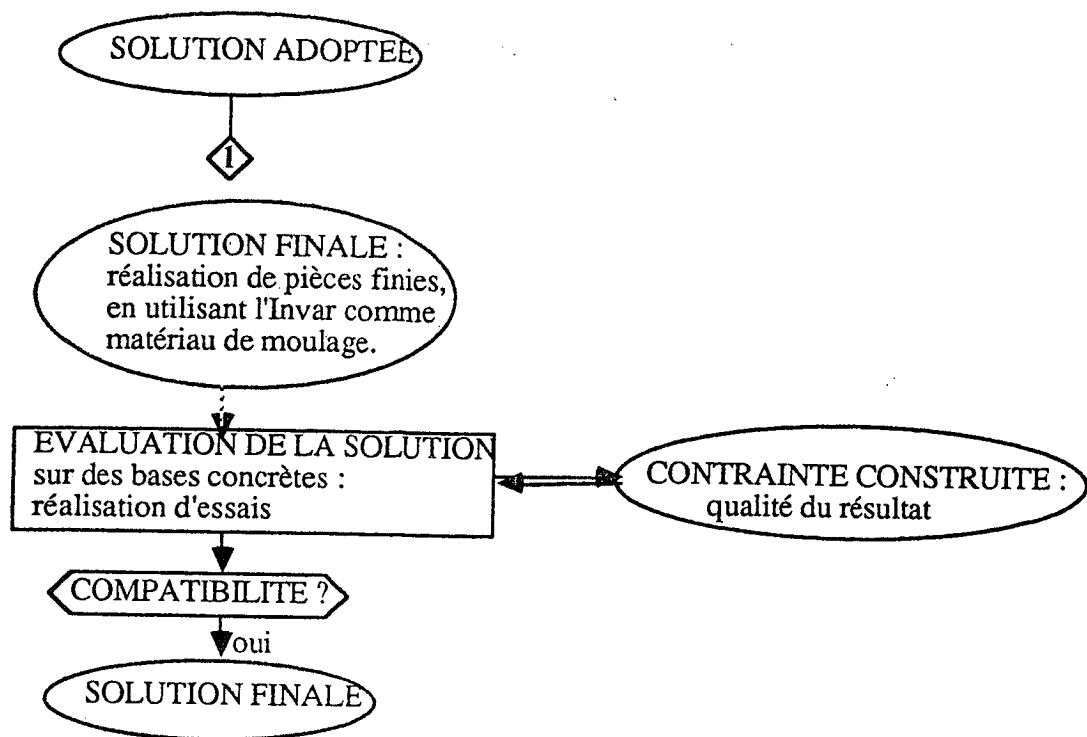 SOLUTION ADOPTEE
1
SOLUTION FINALE :
réalisation de pièces finies,
en utilisant l'Invar comme
matériau de moulage.
EVALUATION DE LA SOLUTION
sur des bases concrètes :
réalisation d'essais
CONTRAINTE CONSTRUITE :
qualité du résultat
COMPATIBILITE ?
oui
SOLUTION FINALE